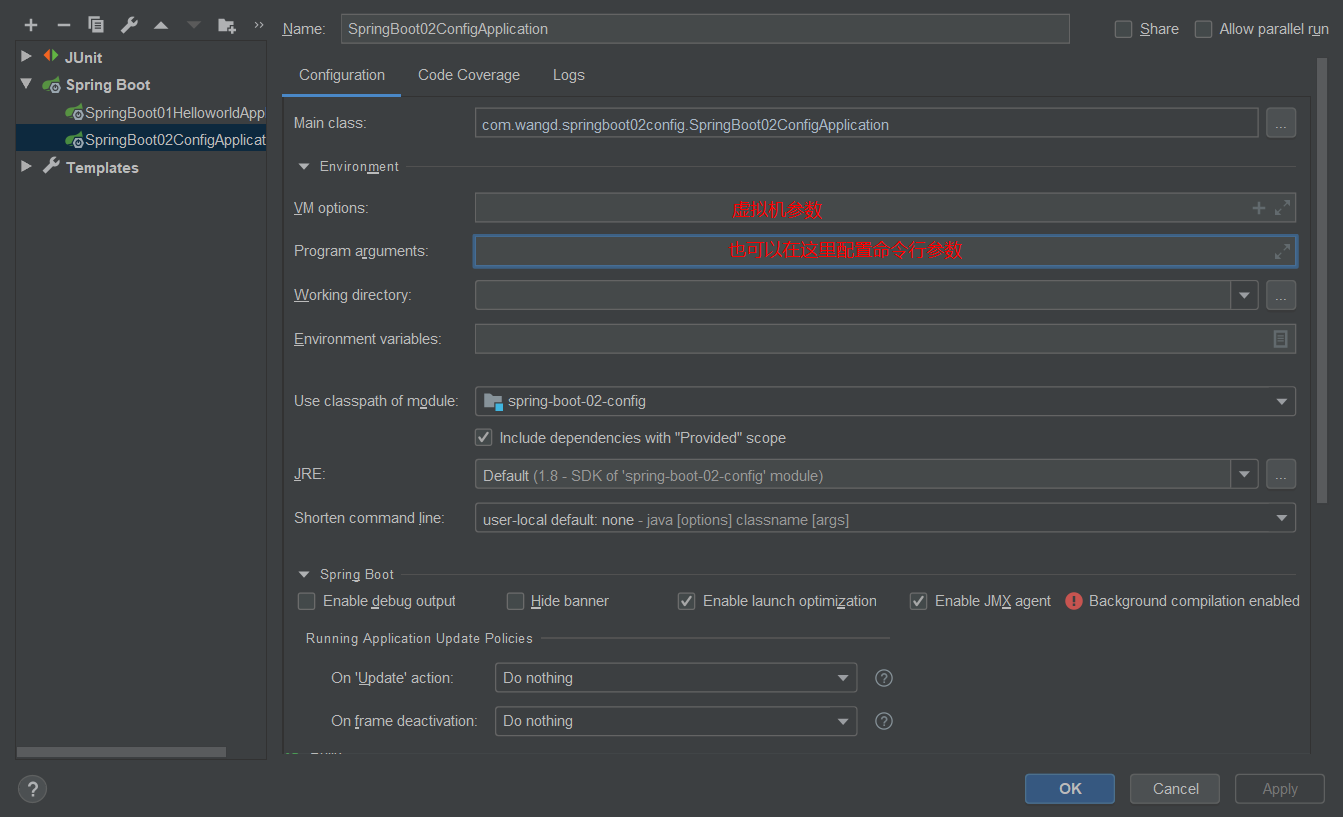 Name: SpringBoot02ConfigApplication Share Allow parallel run
JUnit
Spring Boot
SpringBoot01HelloworldApp
SpringBoot02ConfigApplicat
Templates
Configuration Code Coverage Logs
Main class: com.wangd.springboot02config.SpringBoot02ConfigApplication ...
Environment
VM options: 虚拟机参数
Program arguments: 也可以在这里配置命令行参数
Working directory: ...
Environment variables:
Use classpath of module: spring-boot-02-config
Include dependencies with "Provided" scope
JRE: Default (1.8 - SDK of 'spring-boot-02-config' module) ...
Shorten command line: user-local default: none - java [options] classname [args]
Spring Boot
Enable debug output Hide banner Enable launch optimization Enable JMX agent Background compilation enabled
Running Application Update Policies
On 'Update' action: Do nothing ?
On frame deactivation: Do nothing ?
? OK Cancel Apply